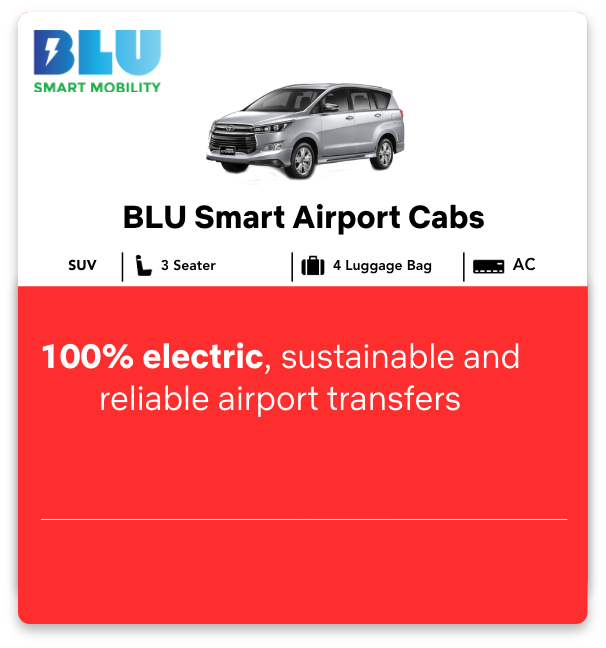 BLU
SMART MOBILITY
BLU Smart Airport Cabs
SUV 3 Seater 4 Luggage Bag AC
100% electric, sustainable and
reliable airport transfers